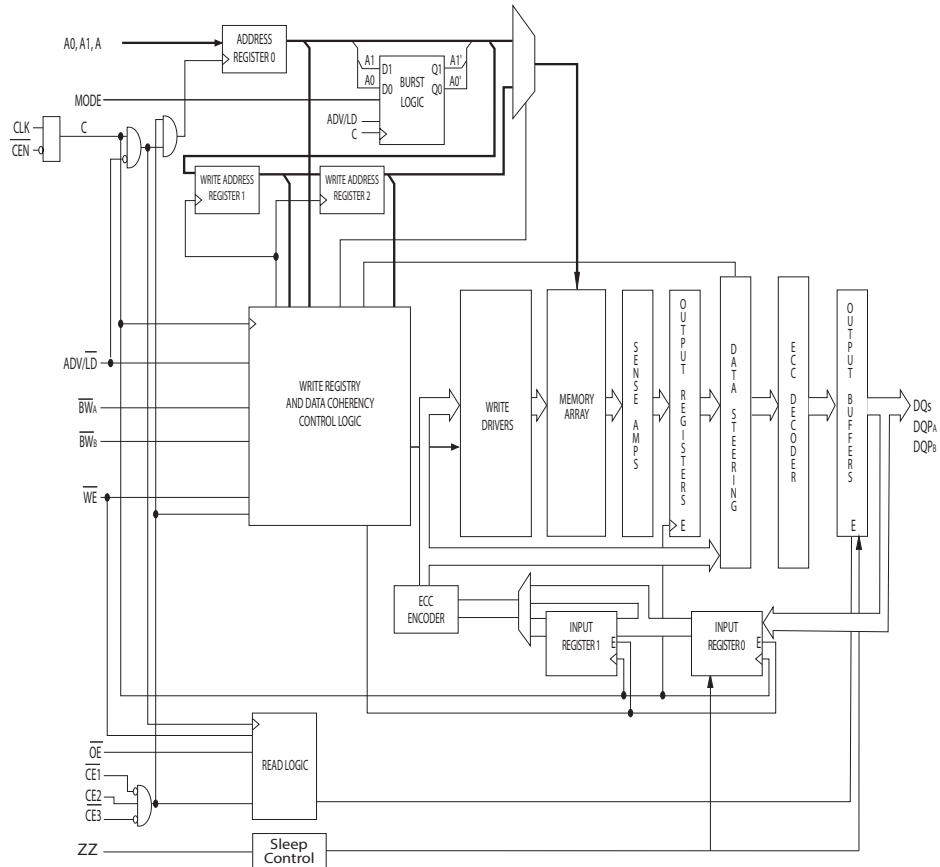 A0, A1, A
ADDRESS
REGISTER 0
A1
D1
A0
D0
BURST
LOGIC
Q1
A1'
Q0
A0'
MODE
ADV/LD
C
CLK
C
CEN
WRITE ADDRESS
REGISTER 1
WRITE ADDRESS
REGISTER 2
ADV/LD
BWA
BWB
WE
WRITE REGISTRY
AND DATA COHERENCY
CONTROL LOGIC
WRITE
DRIVERS
MEMORY
ARRAY
SENSE AMPS
OUTPUT REGISTERS
E
DATA STEERING
ECC DECODER
OUTPUT BUFFERS
E
DQs
DQPA
DQPB
ECC
ENCODER
INPUT
REGISTER 1
E
INPUT
REGISTER 0
E
OE
CE1
CE2
CE3
READ LOGIC
ZZ
Sleep
Control